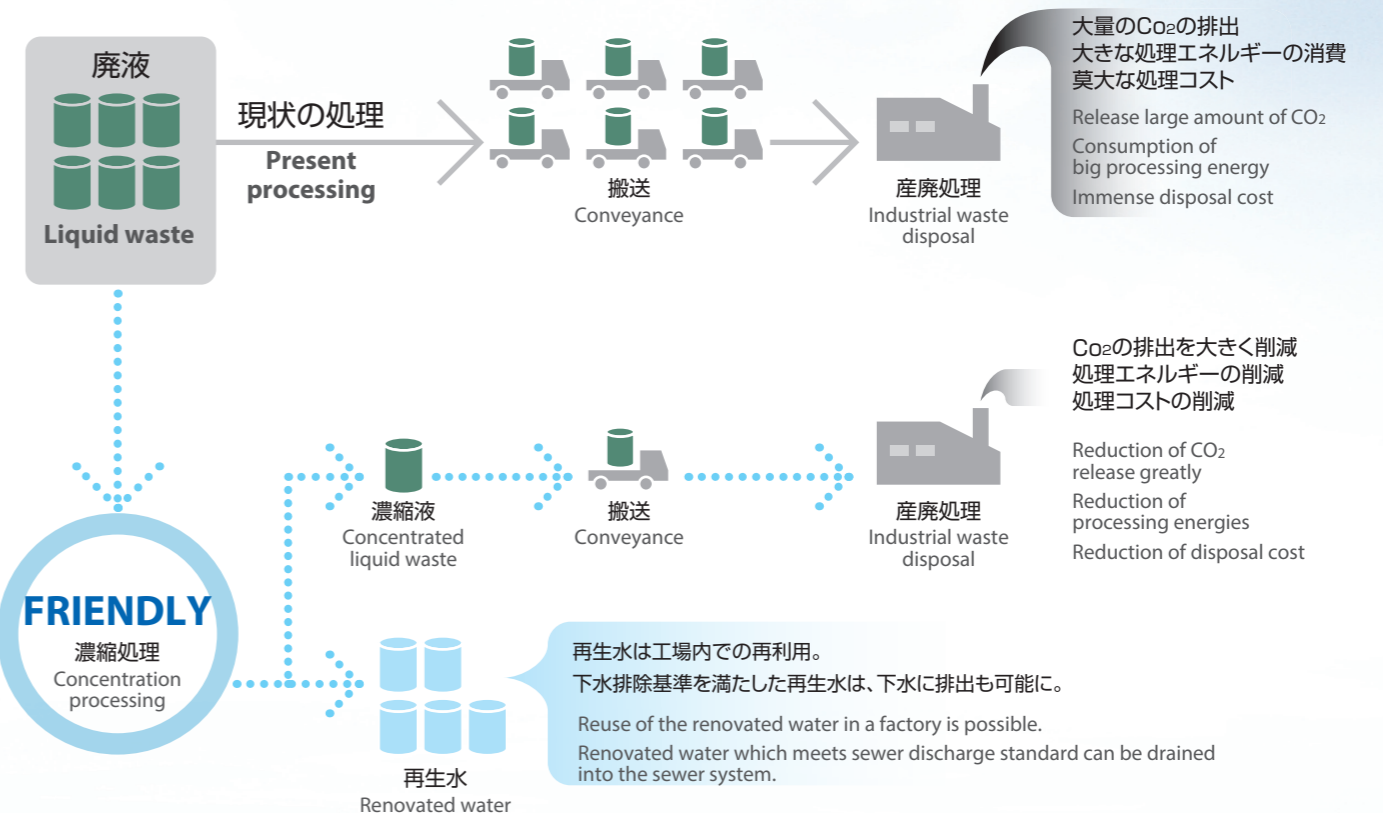 廃液
Liquid waste
現状の処理
Present
processing
搬送
Conveyance
産廃処理
Industrial waste
disposal
大量のCo₂の排出
大きな処理エネルギーの消費
莫大な処理コスト
Release large amount of CO₂
Consumption of
big processing energy
Immense disposal cost
FRIENDLY
濃縮処理
Concentration
processing
濃縮液
Concentrated
liquid waste
搬送
Conveyance
産廃処理
Industrial waste
disposal
Co₂の排出を大きく削減
処理エネルギーの削減
処理コストの削減
Reduction of CO₂
release greatly
Reduction of
processing energies
Reduction of disposal cost
再生水
Renovated water
再生水は工場内での再利用。
下水排除基準を満たした再生水は、下水に排出も可能に。
Reuse of the renovated water in a factory is possible.
Renovated water which meets sewer discharge standard can be drained
into the sewer system.